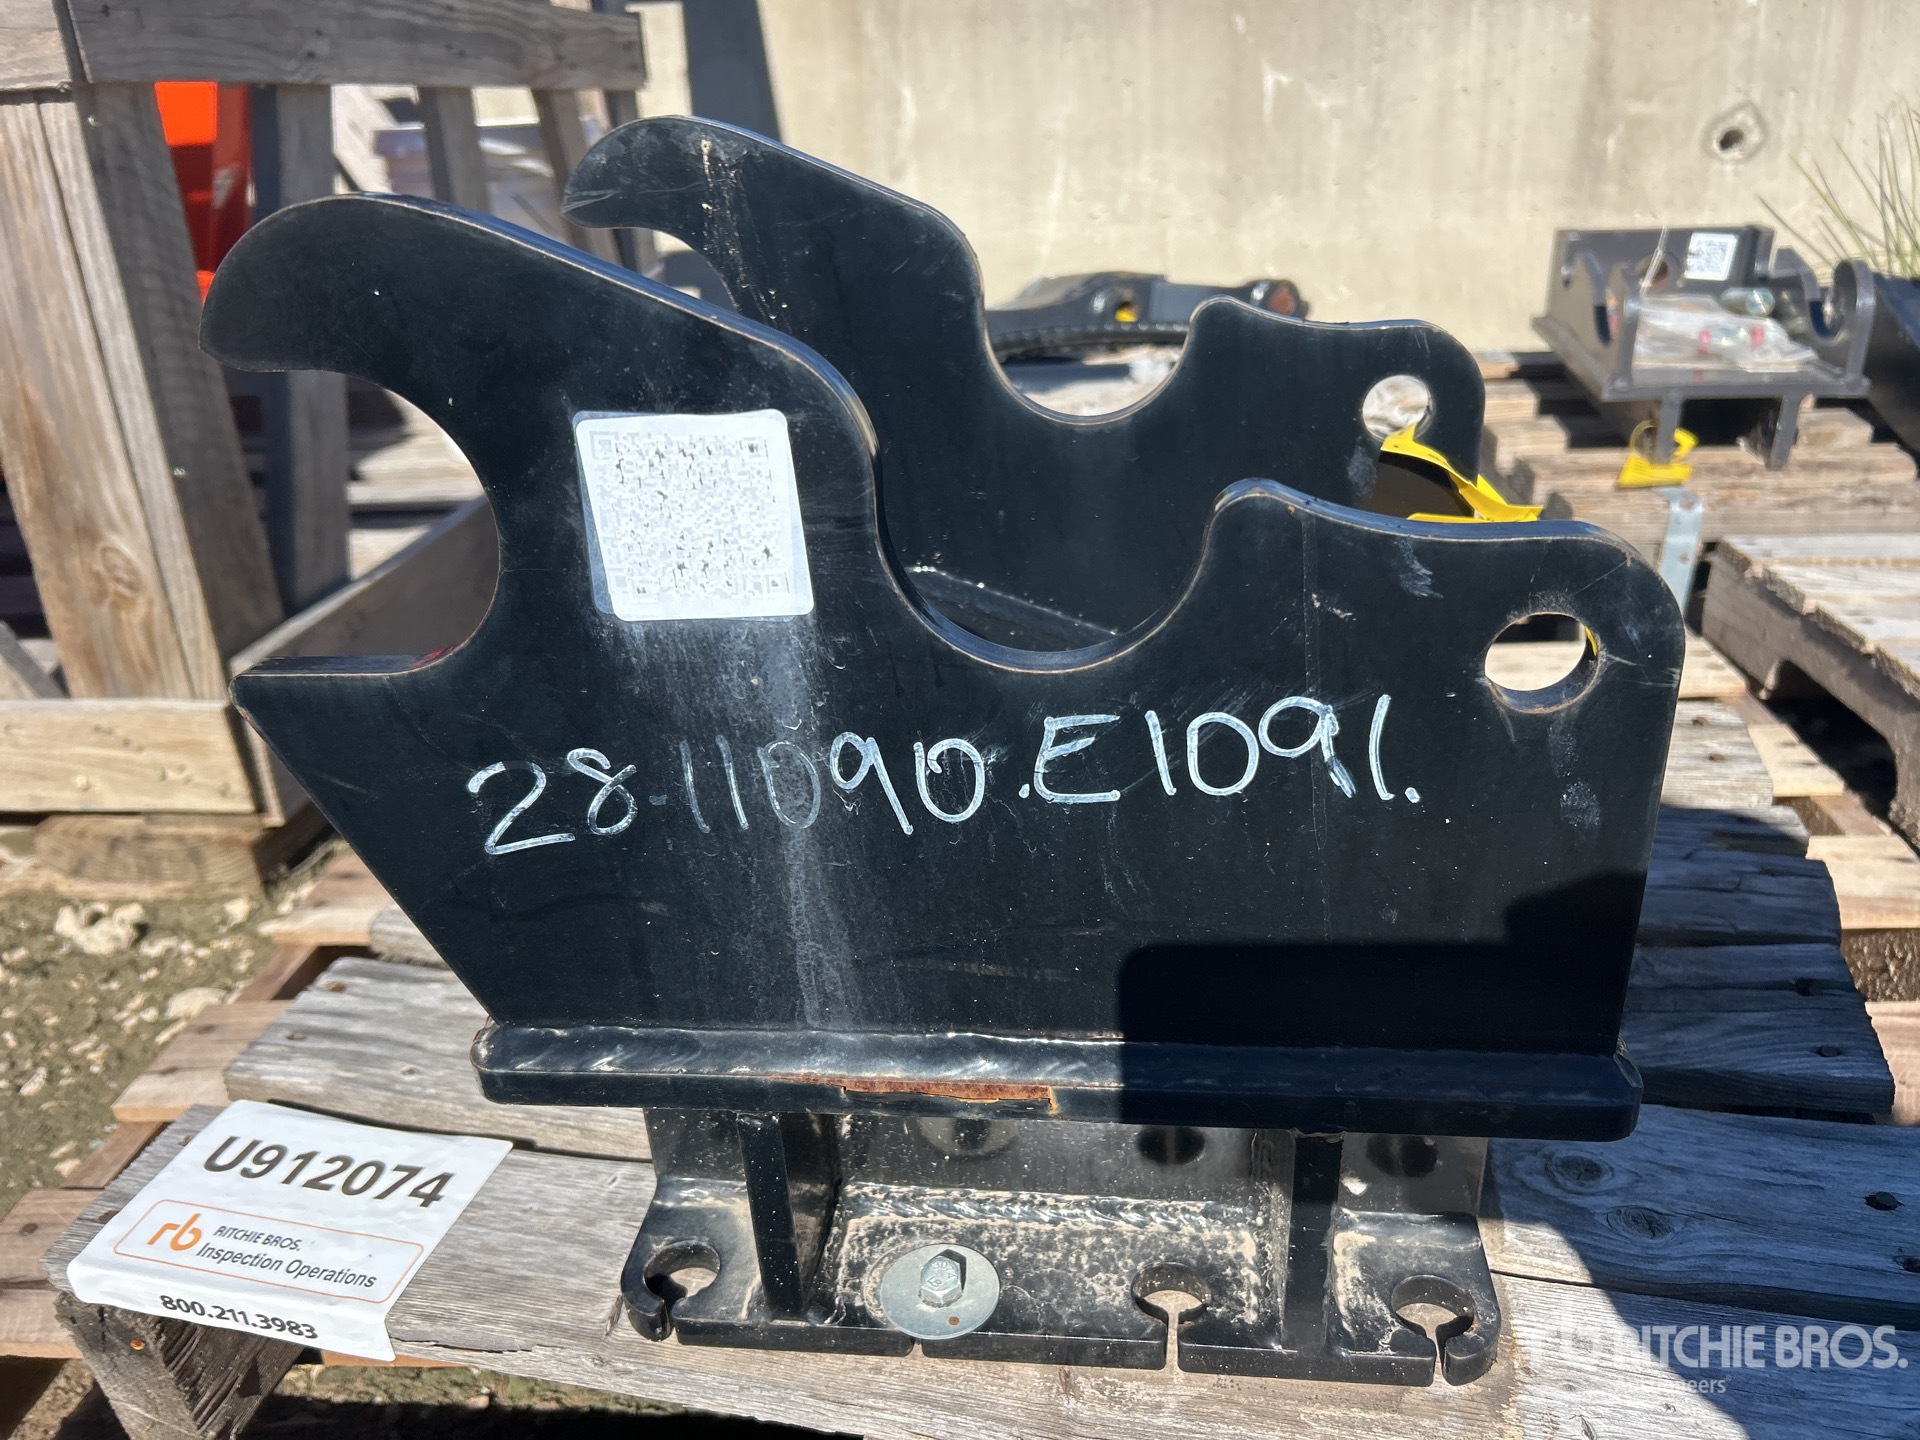 28-11090.E1091.
U912074
rb RITCHIE BROS.
Inspection Operations
800.211.3983
RITCHIE BROS.